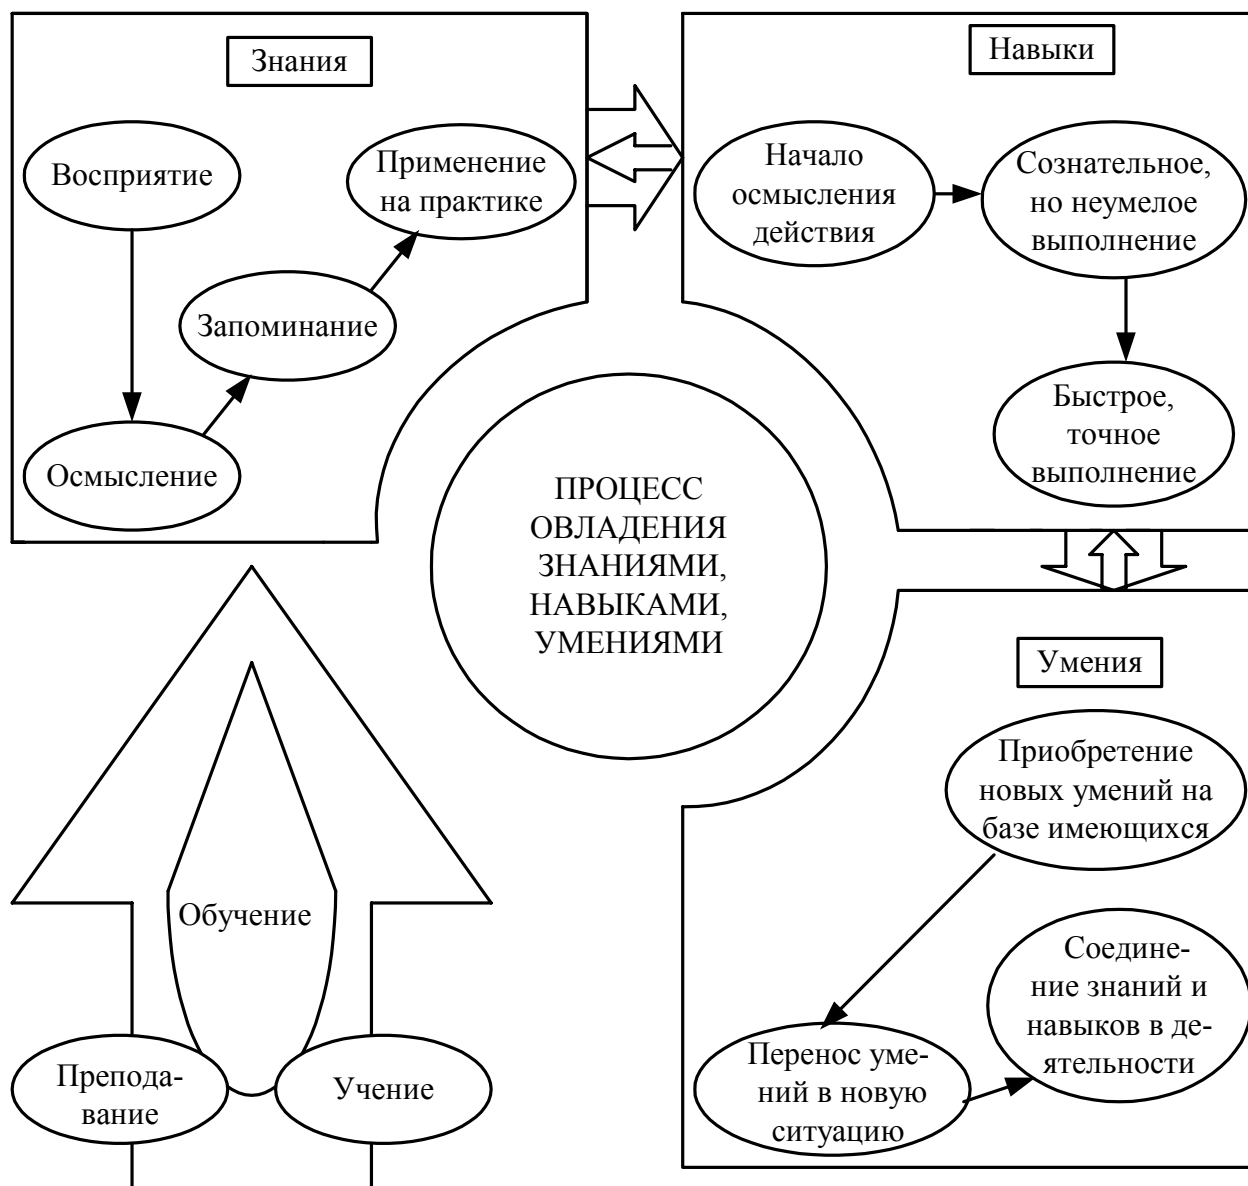 Знания
Восприятие
Применение
на практике
Запоминание
Осмысление
Навыки
Начало
осмысления
действия
Сознательное,
но неумелое
выполнение
Быстрое,
точное
выполнение
ПРОЦЕСС
ОВЛАДЕНИЯ
ЗНАНИЯМИ,
НАВЫКАМИ,
УМЕНИЯМИ
Умения
Приобретение
новых умений на
базе имеющихся
Соедине-
ние знаний и
навыков в де-
ятельности
Перенос уме-
ний в новую
ситуацию
Обучение
Препода-
вание
Учение